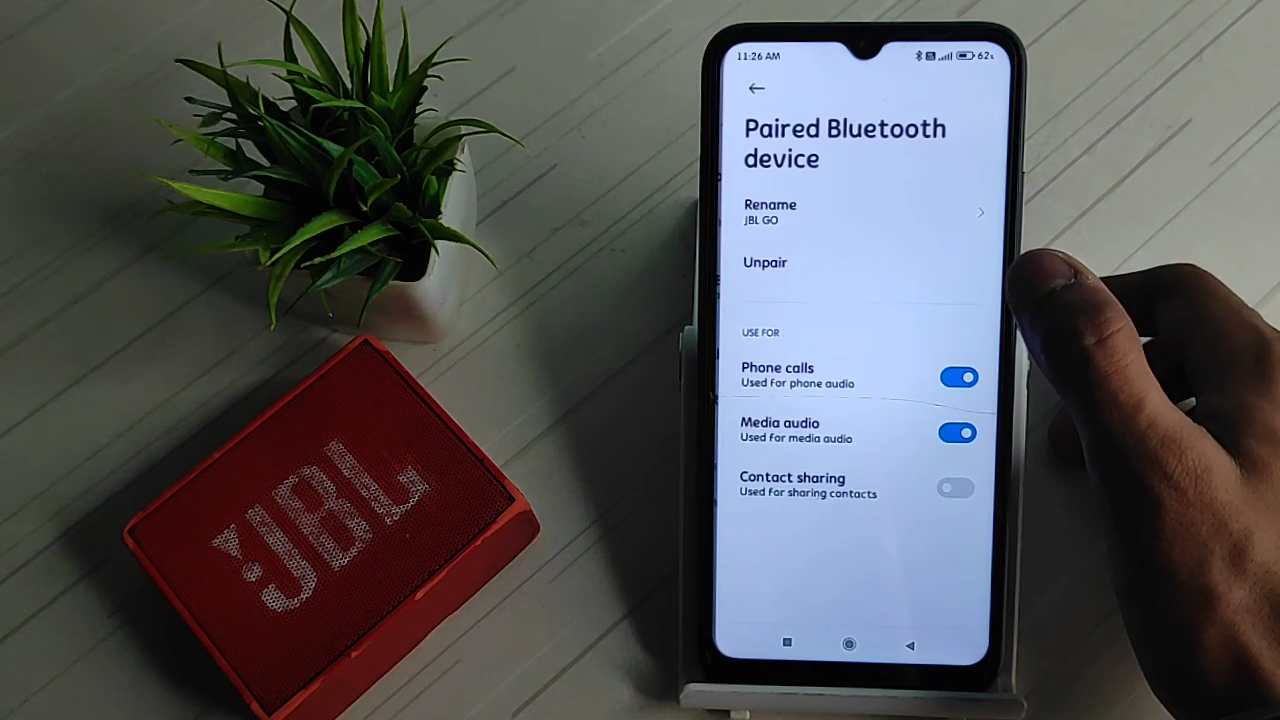 11:26 AM
62%
Paired Bluetooth
device
Rename
JBL GO
Unpair
USE FOR
Phone calls
Used for phone audio
Media audio
Used for media audio
Contact sharing
Used for sharing contacts
JBL